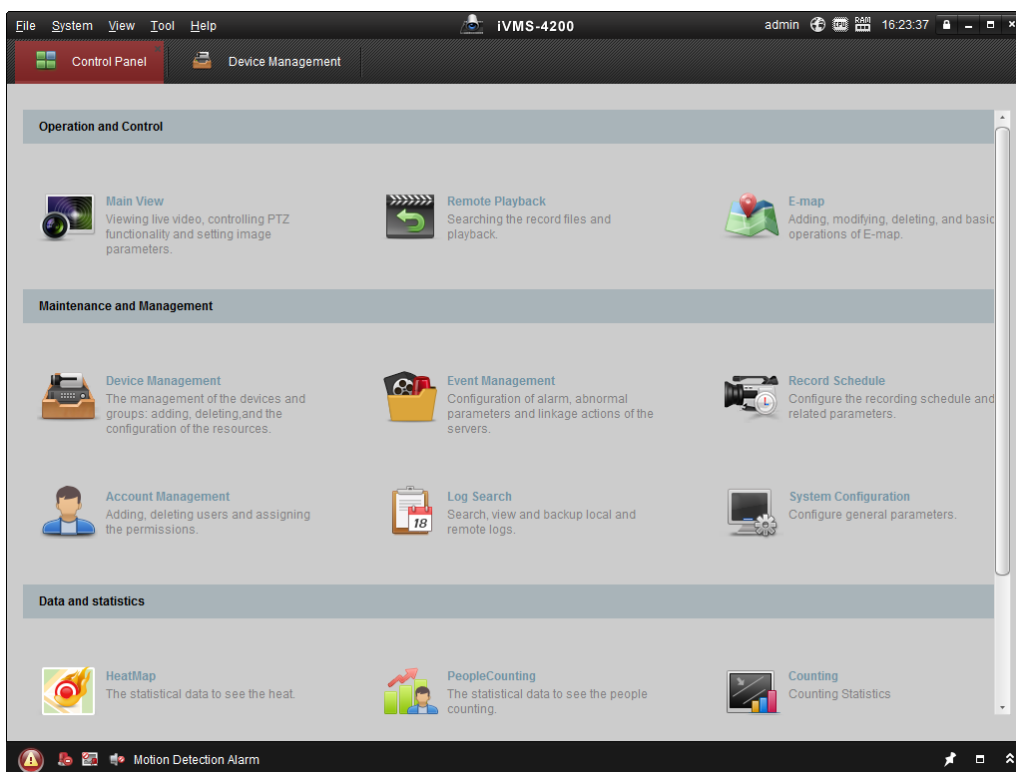 File System View Tool Help iVMS-4200 admin CPU RAM 16:23:37
Control Panel Device Management
Operation and Control
Main View
Viewing live video, controlling PTZ
functionality and setting image
parameters.
Remote Playback
Searching the record files and
playback.
E-map
Adding, modifying, deleting, and basic
operations of E-map.
Maintenance and Management
Device Management
The management of the devices and
groups: adding, deleting,and the
configuration of the resources.
Event Management
Configuration of alarm, abnormal
parameters and linkage actions of the
servers.
Record Schedule
Configure the recording schedule and
related parameters.
Account Management
Adding, deleting users and assigning
the permissions.
18
Log Search
Search, view and backup local and
remote logs.
System Configuration
Configure general parameters.
Data and statistics
HeatMap
The statistical data to see the heat.
PeopleCounting
The statistical data to see the people
counting.
Counting
Counting Statistics
Motion Detection Alarm